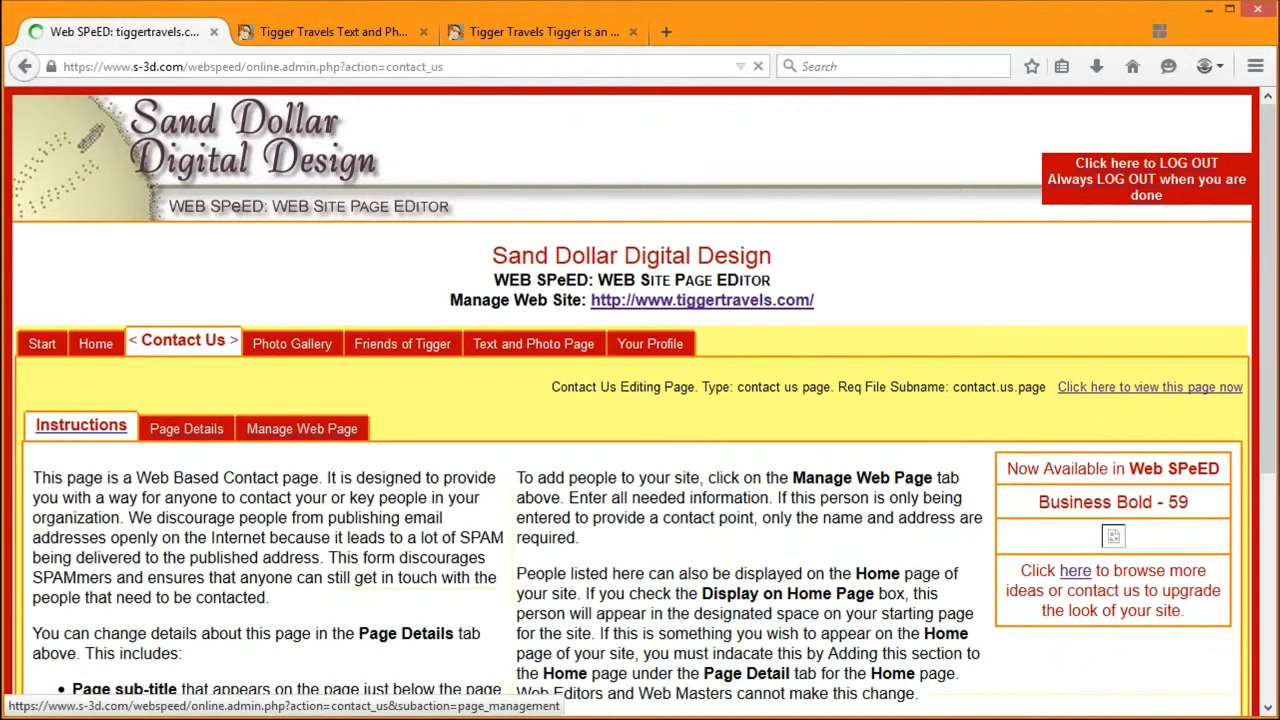 Web SPeED: tiggertravels.c...
Tigger Travels Text and Ph...
Tigger Travels Tigger is an ...
https://www.s-3d.com/webspeed/online.admin.php?action=contact_us
Search
Sand Dollar
Digital Design
WEB SPeED: WEB SITE PAGE EDITOR
Click here to LOG OUT
Always LOG OUT when you are
done
Sand Dollar Digital Design
WEB SPeED: WEB SITE PAGE EDITOR
Manage Web Site: http://www.tiggertravels.com/
Start
Home
< Contact Us >
Photo Gallery
Friends of Tigger
Text and Photo Page
Your Profile
Contact Us Editing Page. Type: contact us page. Req File Subname: contact.us.page
Click here to view this page now
Instructions
Page Details
Manage Web Page
This page is a Web Based Contact page. It is designed to provide
you with a way for anyone to contact your or key people in your
organization. We discourage people from publishing email
addresses openly on the Internet because it leads to a lot of SPAM
being delivered to the published address. This form discourages
SPAMmers and ensures that anyone can still get in touch with the
people that need to be contacted.
You can change details about this page in the Page Details tab
above. This includes:
• Page sub-title that appears on the page just below the page
To add people to your site, click on the Manage Web Page tab
above. Enter all needed information. If this person is only being
entered to provide a contact point, only the name and address are
required.
People listed here can also be displayed on the Home page of
your site. If you check the Display on Home Page box, this
person will appear in the designated space on your starting page
for the site. If this is something you wish to appear on the Home
page of your site, you must indacate this by Adding this section to
the Home page under the Page Detail tab for the Home page.
Web Editors and Web Masters cannot make this change.
Now Available in Web SPeED
Business Bold - 59
Click here to browse more
ideas or contact us to upgrade
the look of your site.
https://www.s-3d.com/webspeed/online.admin.php?action=contact_us&subaction=page_management